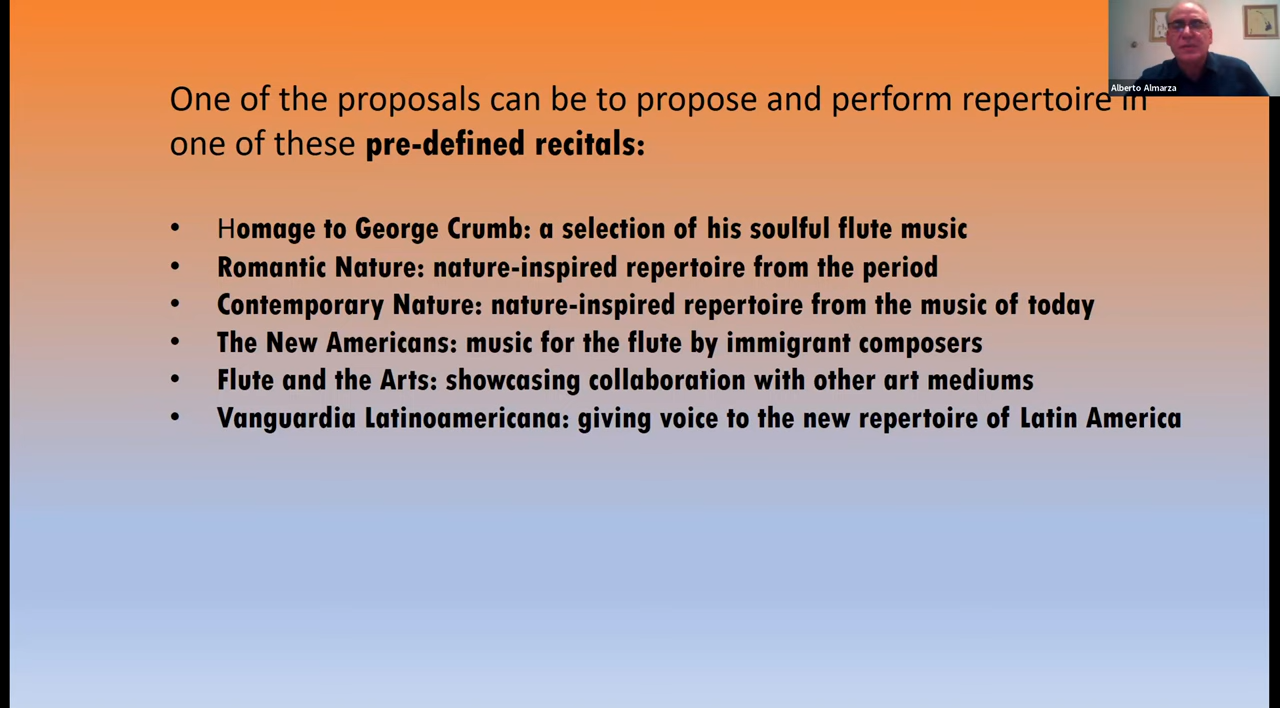 One of the proposals can be to propose and perform repertoire in
one of these pre-defined recitals:
• Homage to George Crumb: a selection of his soulful flute music
• Romantic Nature: nature-inspired repertoire from the period
• Contemporary Nature: nature-inspired repertoire from the music of today
• The New Americans: music for the flute by immigrant composers
• Flute and the Arts: showcasing collaboration with other art mediums
• Vanguardia Latinoamericana: giving voice to the new repertoire of Latin America
Alberto Almarza